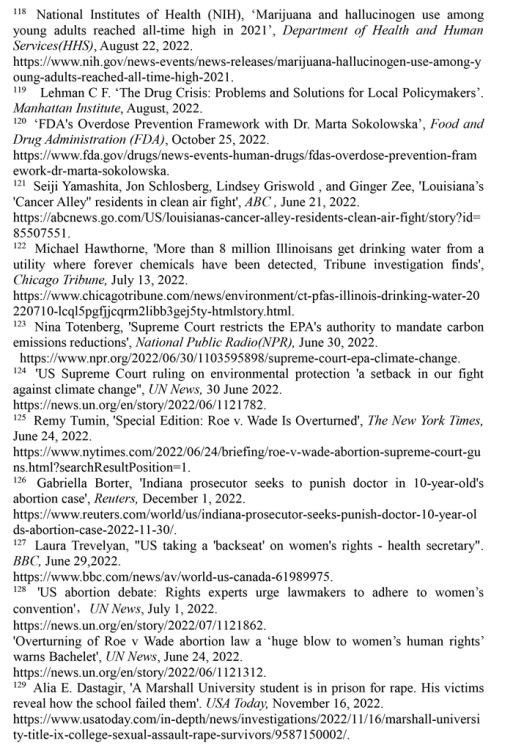 118 National Institutes of Health (NIH), ‘Marijuana and hallucinogen use among
young adults reached all-time high in 2021’, Department of Health and Human
Services(HHS), August 22, 2022.
https://www.nih.gov/news-events/news-releases/marijuana-hallucinogen-use-among-y
oung-adults-reached-all-time-high-2021.
119 Lehman C F. ‘The Drug Crisis: Problems and Solutions for Local Policymakers’.
Manhattan Institute, August, 2022.
120 ‘FDA's Overdose Prevention Framework with Dr. Marta Sokolowska’, Food and
Drug Administration (FDA), October 25, 2022.
https://www.fda.gov/drugs/news-events-human-drugs/fdas-overdose-prevention-fram
ework-dr-marta-sokolowska.
121 Seiji Yamashita, Jon Schlosberg, Lindsey Griswold , and Ginger Zee, 'Louisiana’s
'Cancer Alley" residents in clean air fight', ABC , June 21, 2022.
https://abcnews.go.com/US/louisianas-cancer-alley-residents-clean-air-fight/story?id=
85507551.
122 Michael Hawthorne, 'More than 8 million Illinoisans get drinking water from a
utility where forever chemicals have been detected, Tribune investigation finds',
Chicago Tribune, July 13, 2022.
https://www.chicagotribune.com/news/environment/ct-pfas-illinois-drinking-water-20
220710-lcql5pgfjjcqrm2libb3gej5ty-htmlstory.html.
123 Nina Totenberg, 'Supreme Court restricts the EPA's authority to mandate carbon
emissions reductions', National Public Radio(NPR), June 30, 2022.
https://www.npr.org/2022/06/30/1103595898/supreme-court-epa-climate-change.
124 'US Supreme Court ruling on environmental protection 'a setback in our fight
against climate change", UN News, 30 June 2022.
https://news.un.org/en/story/2022/06/1121782.
125 Remy Tumin, 'Special Edition: Roe v. Wade Is Overturned', The New York Times,
June 24, 2022.
https://www.nytimes.com/2022/06/24/briefing/roe-v-wade-abortion-supreme-court-gu
ns.html?searchResultPosition=1.
126 Gabriella Borter, 'Indiana prosecutor seeks to punish doctor in 10-year-old's
abortion case', Reuters, December 1, 2022.
https://www.reuters.com/world/us/indiana-prosecutor-seeks-punish-doctor-10-year-ol
ds-abortion-case-2022-11-30/.
127 Laura Trevelyan, "US taking a 'backseat' on women's rights - health secretary".
BBC, June 29,2022.
https://www.bbc.com/news/av/world-us-canada-61989975.
128 'US abortion debate: Rights experts urge lawmakers to adhere to women’s
convention'，UN News, July 1, 2022.
https://news.un.org/en/story/2022/07/1121862.
'Overturning of Roe v Wade abortion law a ‘huge blow to women’s human rights’
warns Bachelet', UN News, June 24, 2022.
https://news.un.org/en/story/2022/06/1121312.
129 Alia E. Dastagir, 'A Marshall University student is in prison for rape. His victims
reveal how the school failed them'. USA Today, November 16, 2022.
https://www.usatoday.com/in-depth/news/investigations/2022/11/16/marshall-universi
ty-title-ix-college-sexual-assault-rape-survivors/9587150002/.